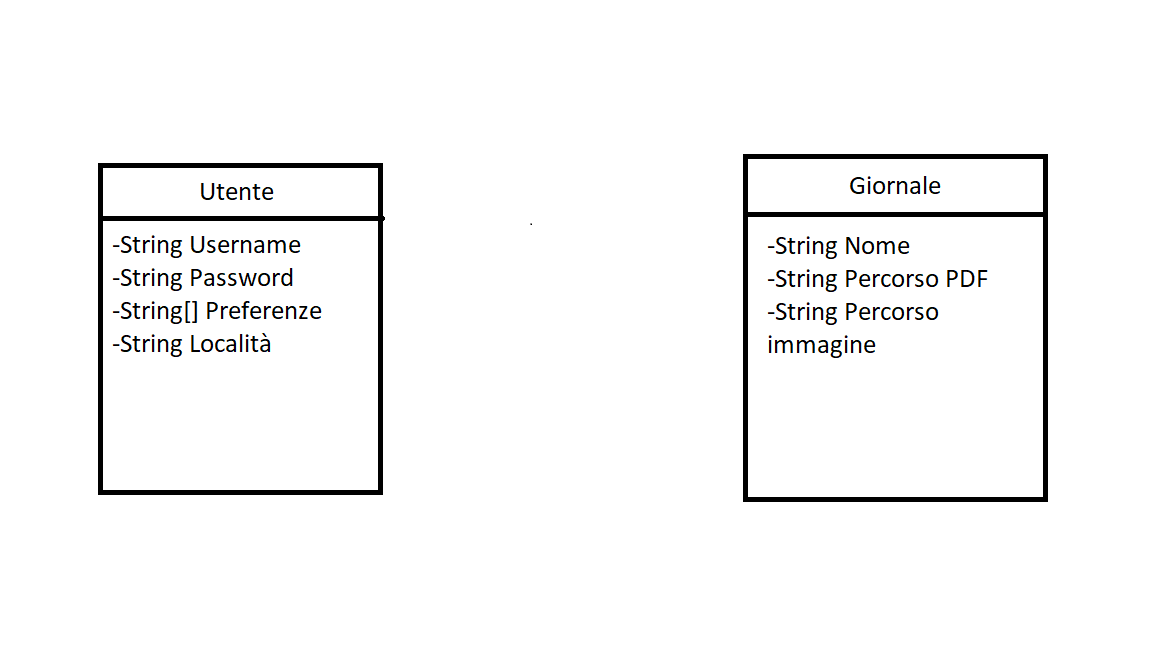 Utente
-String Username
-String Password
-String[] Preferenze
-String Località
Giornale
-String Nome
-String Percorso PDF
-String Percorso
immagine